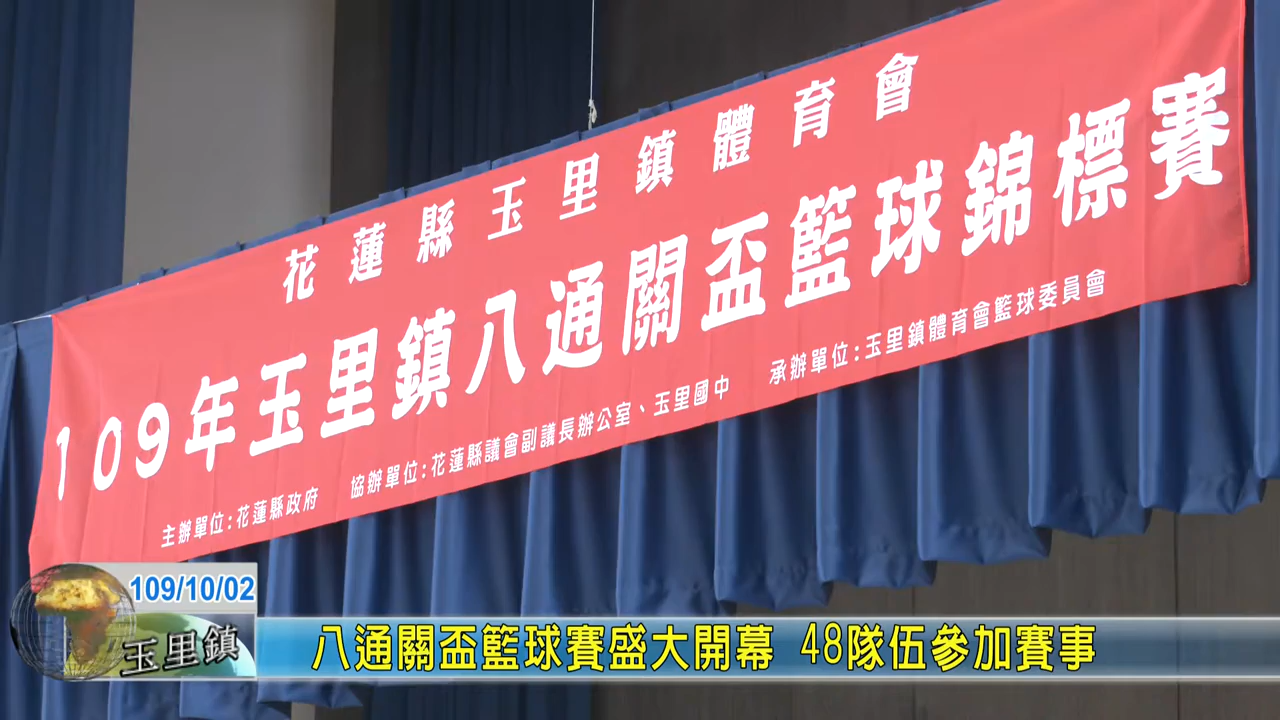 花蓮縣玉里鎮體育會
109年玉里鎮八通關盃籃球錦標賽
主辦單位:花蓮縣政府 協辦單位:花蓮縣議會副議長辦公室、玉里國中 承辦單位:玉里鎮體育會籃球委員會
109/10/02
玉里鎮
八通關盃籃球賽盛大開幕 48隊伍參加賽事